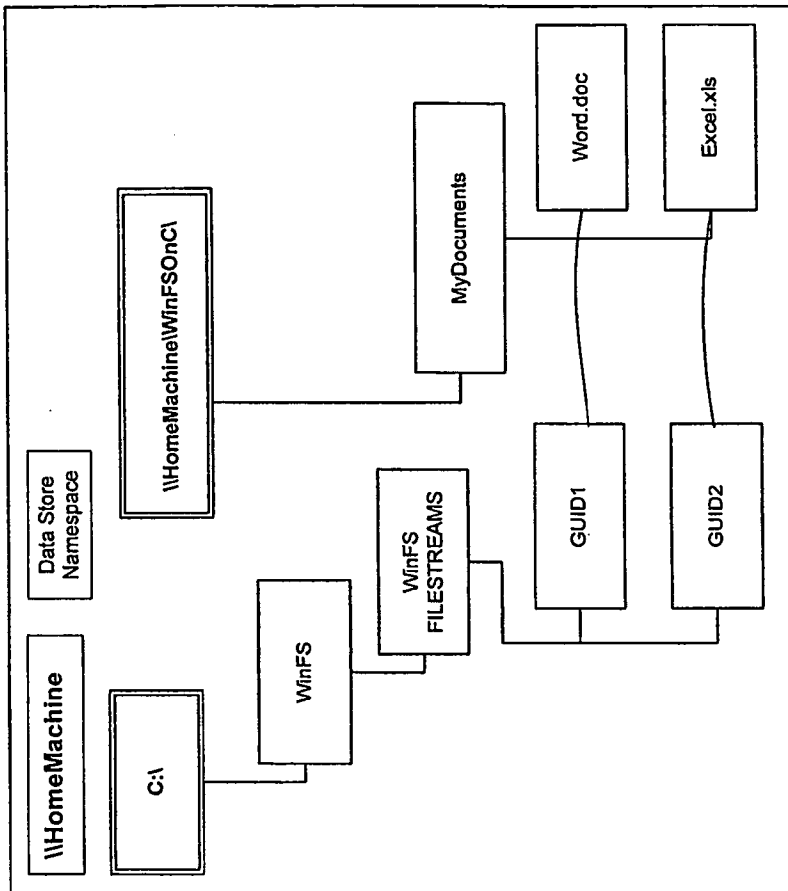 \\HomeMachine
Data Store
Namespace
C:\
\\HomeMachine\WinFSOnC\
WinFS
WinFS
FILESTREAMS
MyDocuments
GUID1
Word.doc
GUID2
Excel.xls